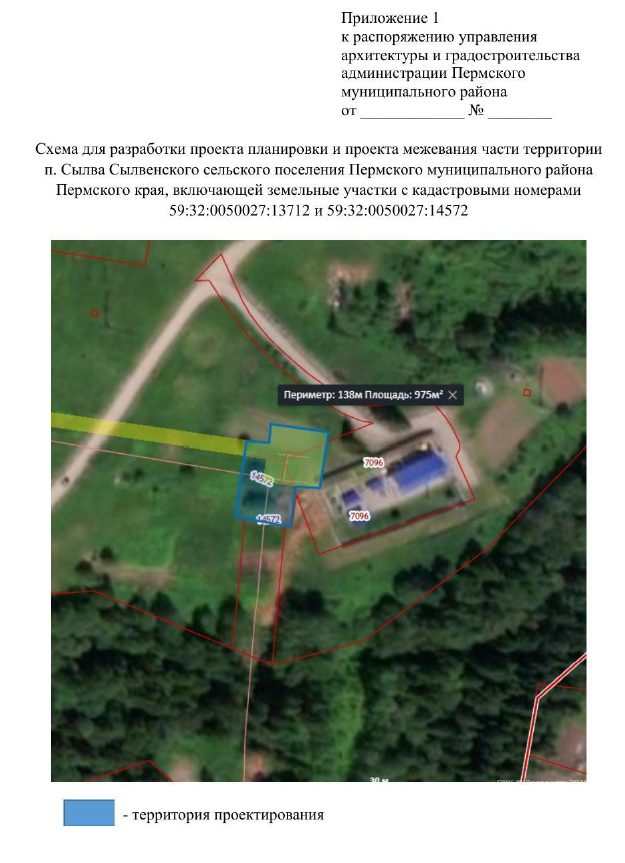 Приложение 1
к распоряжению управления
архитектуры и градостроительства
администрации Пермского
муниципального района
от _____________ № ________
Схема для разработки проекта планировки и проекта межевания части территории
п. Сылва Сылвенского сельского поселения Пермского муниципального района
Пермского края, включающей земельные участки с кадастровыми номерами
59:32:0050027:13712 и 59:32:0050027:14572
Периметр: 138м Площадь: 975м²
7096
14572
7096
14572
30 м
- территория проектирования